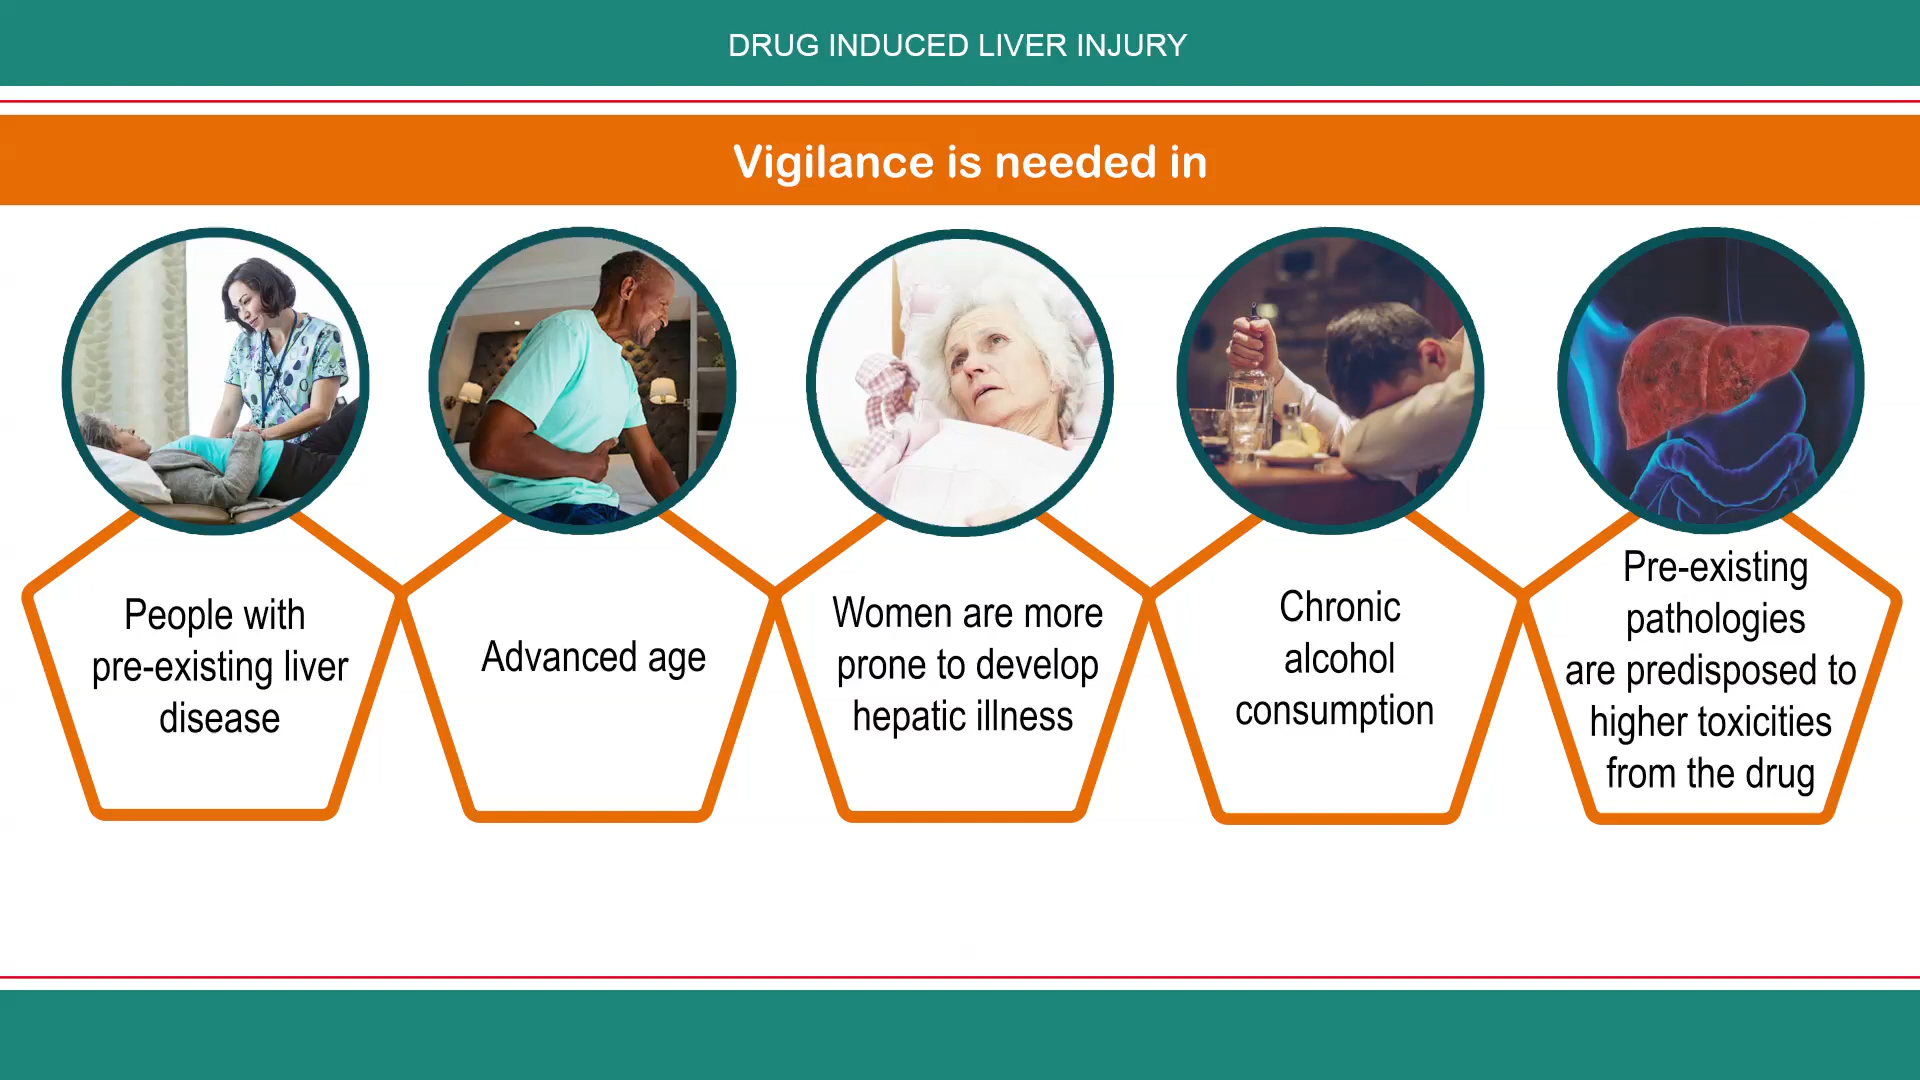 DRUG INDUCED LIVER INJURY
Vigilance is needed in
People with
pre-existing liver
disease
Advanced age
Women are more
prone to develop
hepatic illness
Chronic
alcohol
consumption
Pre-existing
pathologies
are predisposed to
higher toxicities
from the drug